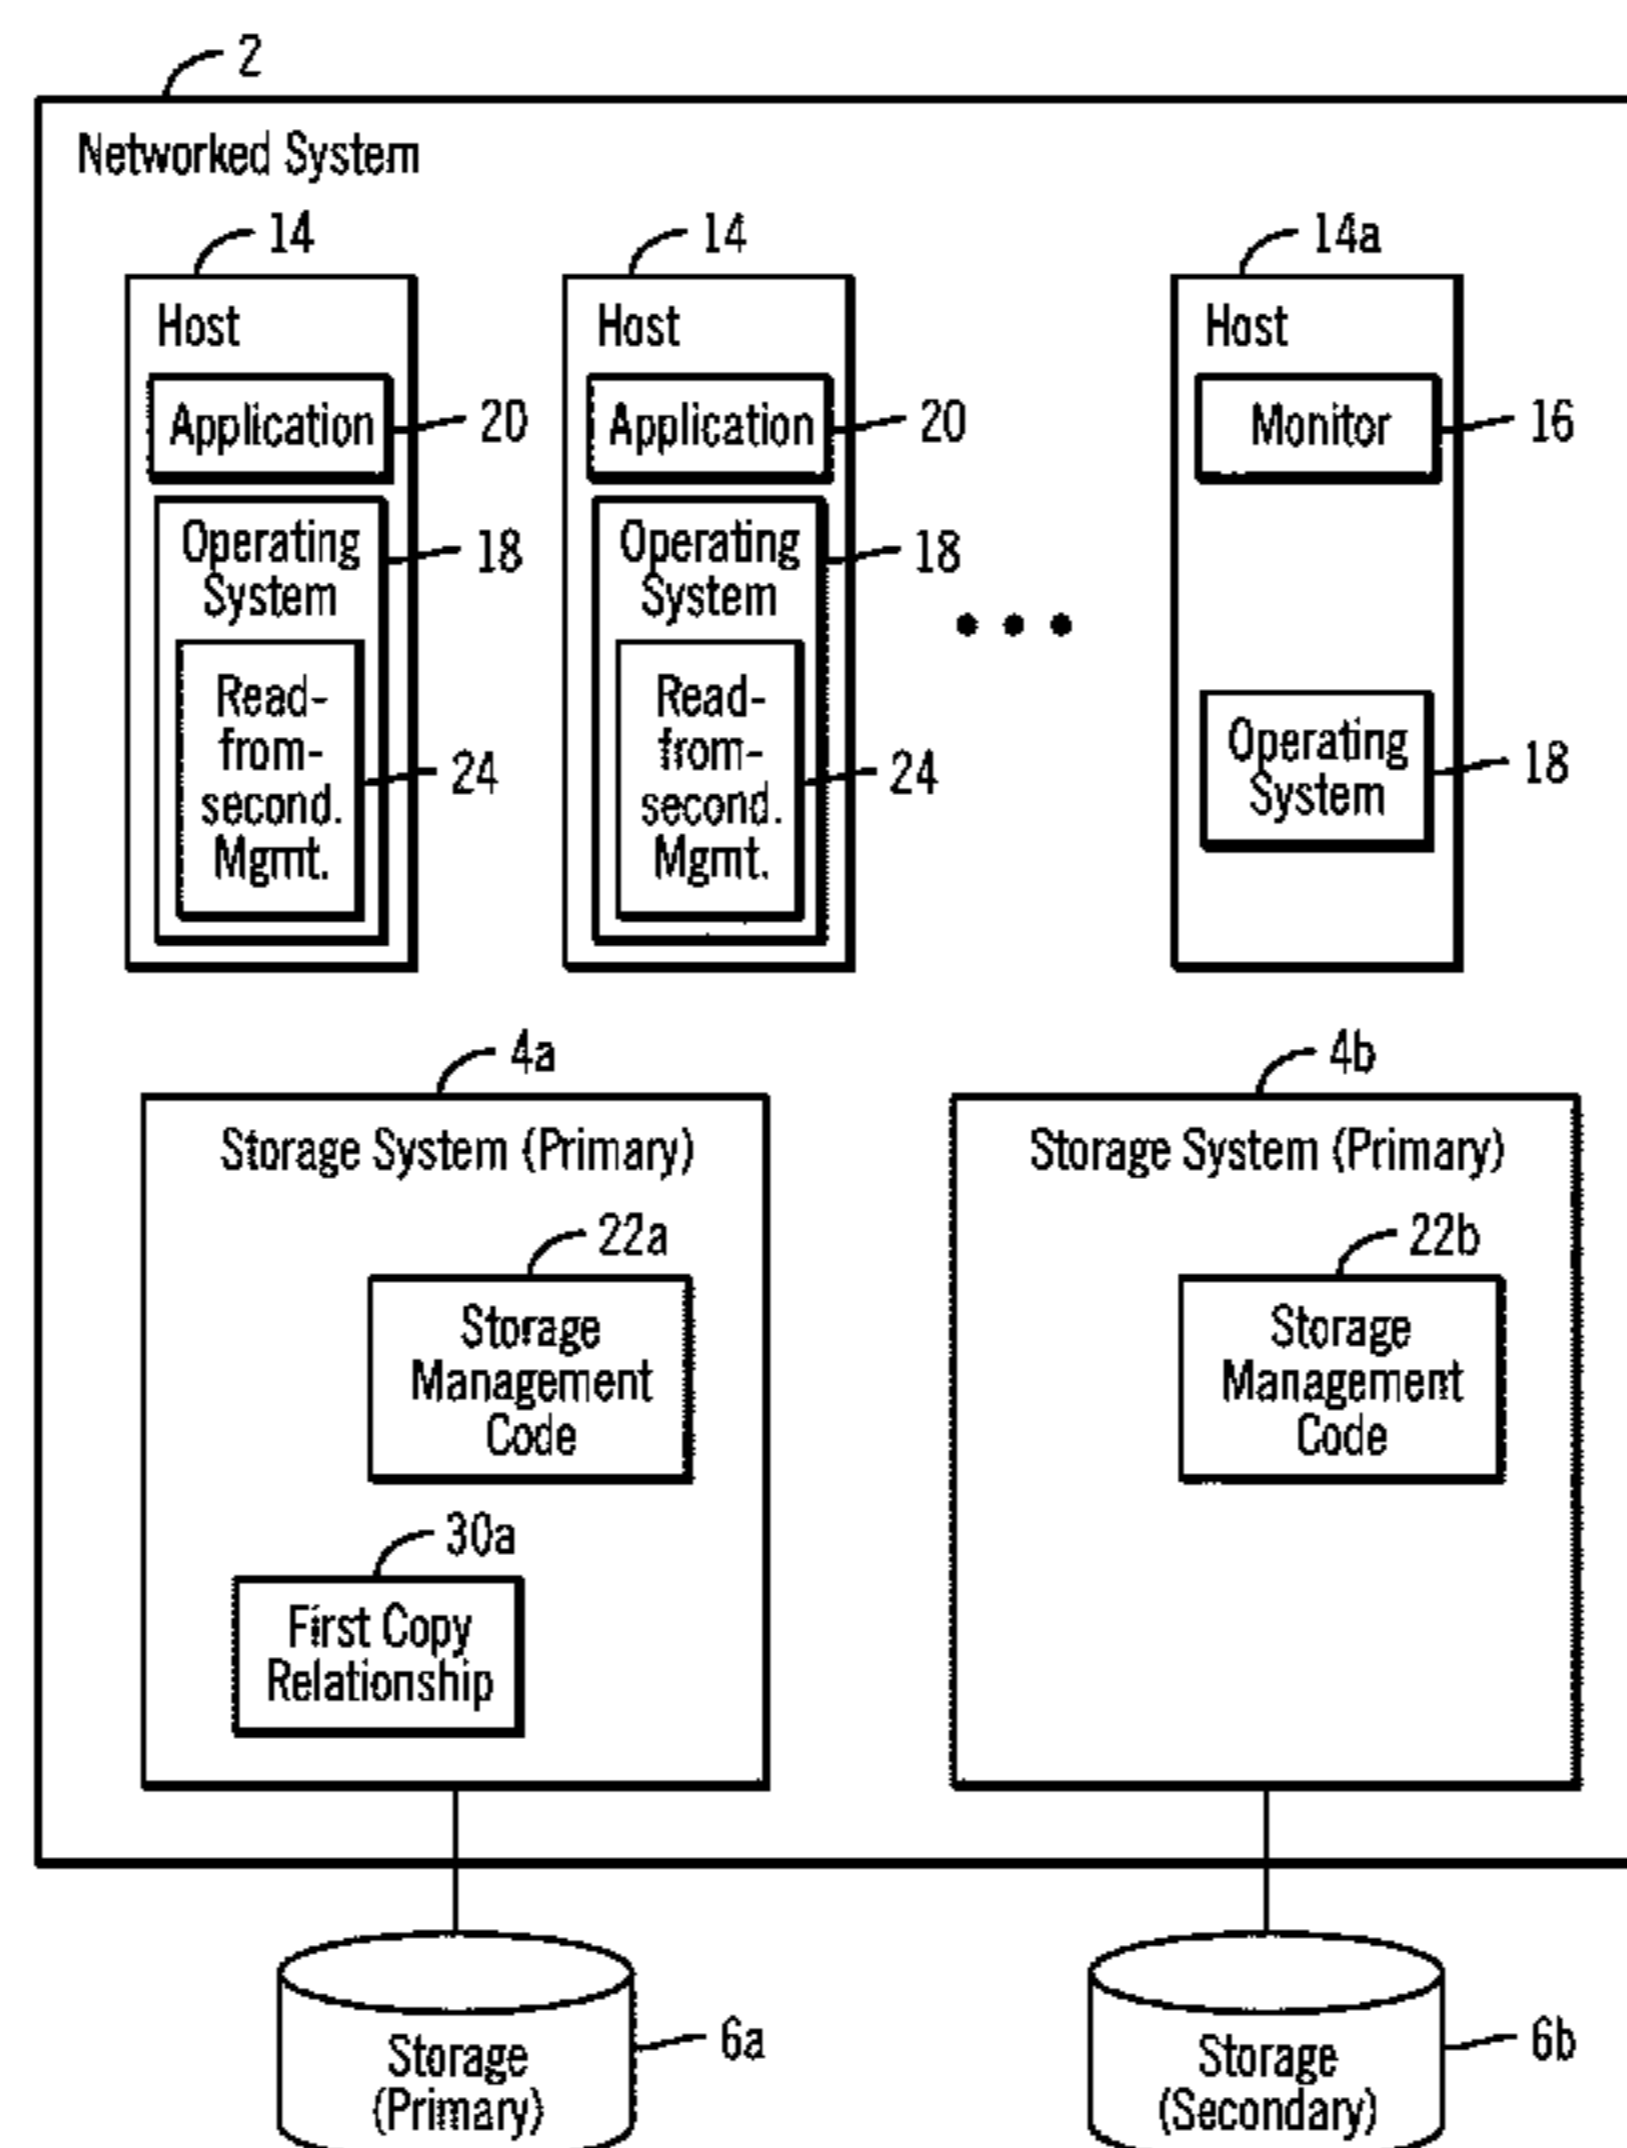 2
Networked System
14
Host
Application
20
Operating
System
18
Read-
from-
second.
Mgmt.
24
14
Host
Application
20
Operating
System
18
Read-
from-
second.
Mgmt.
24
14a
Host
Monitor
16
Operating
System
18
4a
Storage System (Primary)
22a
Storage
Management
Code
30a
First Copy
Relationship
4b
Storage System (Primary)
22b
Storage
Management
Code
Storage
(Primary)
6a
Storage
(Secondary)
6b